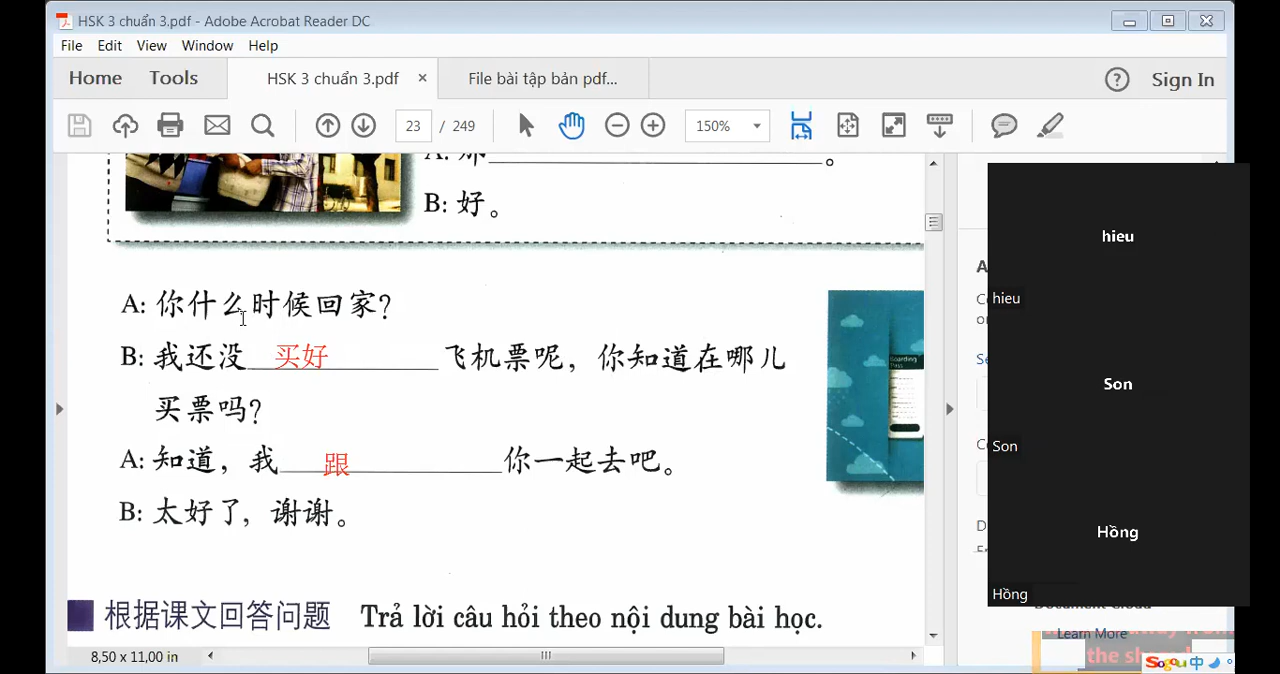 HSK 3 chuẩn 3.pdf - Adobe Acrobat Reader DC
File Edit View Window Help
Home Tools HSK 3 chuẩn 3.pdf × File bài tập bản pdf... ? Sign In
23 / 249 150%
B: 好。
A: 你什么时候回家?
B: 我还没 买好 飞机票呢, 你知道在哪儿
买票吗?
A: 知道, 我 跟 你一起去吧。
B: 太好了, 谢谢。
Boarding Pass
根据课文回答问题 Trả lời câu hỏi theo nội dung bài học.
8,50 x 11,00 in
hieu
hieu
Son
Son
Hồng
Hồng
Learn More
Sogou 中